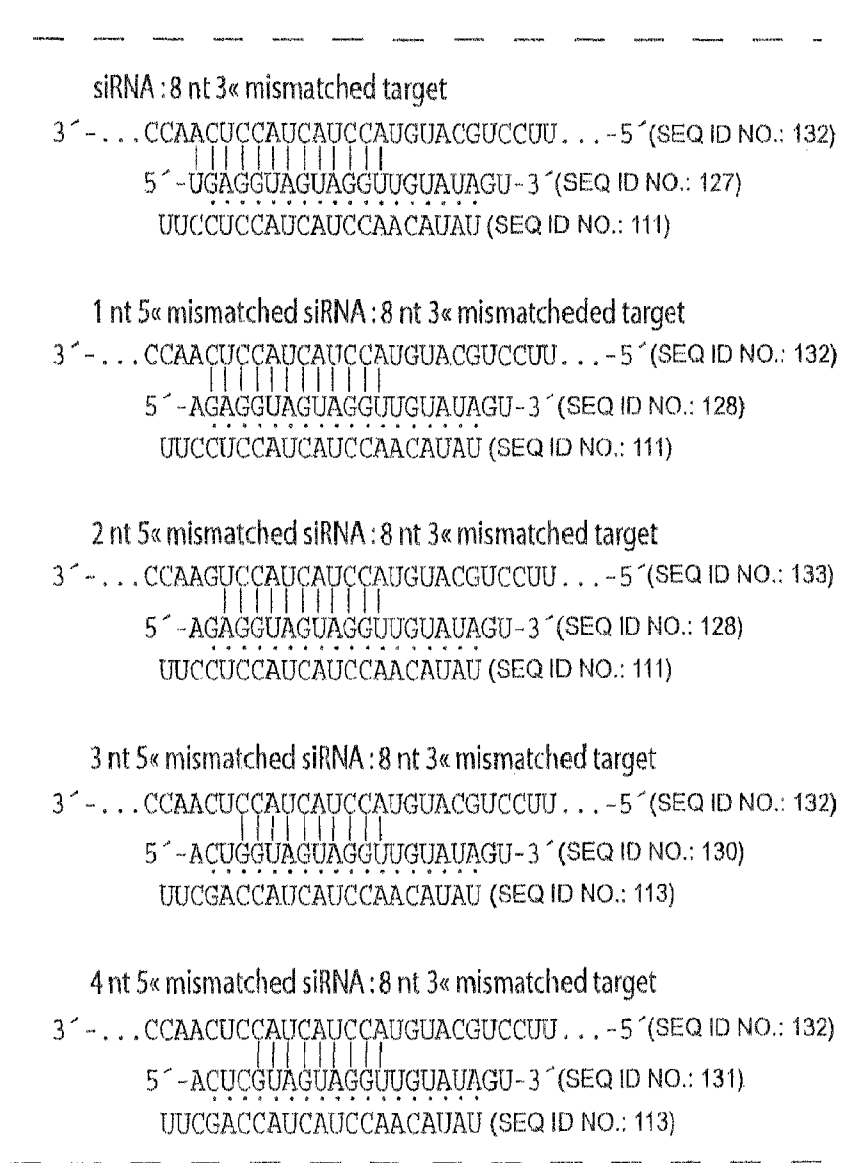 siRNA : 8 nt 3« mismatched target
3´-...CCAACUCCAUCAUCCAUGUACGUCCUU...-5´(SEQ ID NO.: 132)
5´-UGAGGUAGUAGGUUGUAUAGU-3´(SEQ ID NO.: 127)
UUCCUCCAUCAUCCAACAUAU (SEQ ID NO.: 111)
1 nt 5« mismatched siRNA : 8 nt 3« mismatcheded target
3´-...CCAACUCCAUCAUCCAUGUACGUCCUU...-5´(SEQ ID NO.: 132)
5´-AGAGGUAGUAGGUUGUAUAGU-3´(SEQ ID NO.: 128)
UUCCUCCAUCAUCCAACAUAU (SEQ ID NO.: 111)
2 nt 5« mismatched siRNA : 8 nt 3« mismatched target
3´-...CCAAGUCCAUCAUCCAUGUACGUCCUU...-5´(SEQ ID NO.: 133)
5´-AGAGGUAGUAGGUUGUAUAGU-3´(SEQ ID NO.: 128)
UUCCUCCAUCAUCCAACAUAU (SEQ ID NO.: 111)
3 nt 5« mismatched siRNA : 8 nt 3« mismatched target
3´-...CCAACUCCAUCAUCCAUGUACGUCCUU...-5´(SEQ ID NO.: 132)
5´-ACUGGUAGUAGGUUGUAUAGU-3´(SEQ ID NO.: 130)
UUCGACCAUCAUCCAACAUAU (SEQ ID NO.: 113)
4 nt 5« mismatched siRNA : 8 nt 3« mismatched target
3´-...CCAACUCCAUCAUCCAUGUACGUCCUU...-5´(SEQ ID NO.: 132)
5´-ACUCGUAGUAGGUUGUAUAGU-3´(SEQ ID NO.: 131)
UUCGACCAUCAUCCAACAUAU (SEQ ID NO.: 113)